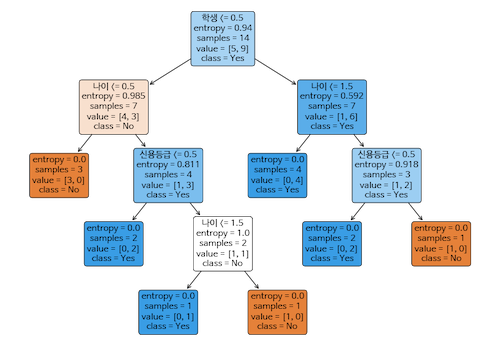 학생 <= 0.5
entropy = 0.94
samples = 14
value = [5, 9]
class = Yes
나이 <= 0.5
entropy = 0.985
samples = 7
value = [4, 3]
class = No
나이 <= 1.5
entropy = 0.592
samples = 7
value = [1, 6]
class = Yes
entropy = 0.0
samples = 3
value = [3, 0]
class = No
신용등급 <= 0.5
entropy = 0.811
samples = 4
value = [1, 3]
class = Yes
entropy = 0.0
samples = 4
value = [0, 4]
class = Yes
신용등급 <= 0.5
entropy = 0.918
samples = 3
value = [1, 2]
class = Yes
entropy = 0.0
samples = 2
value = [0, 2]
class = Yes
나이 <= 1.5
entropy = 1.0
samples = 2
value = [1, 1]
class = No
entropy = 0.0
samples = 2
value = [0, 2]
class = Yes
entropy = 0.0
samples = 1
value = [1, 0]
class = No
entropy = 0.0
samples = 1
value = [0, 1]
class = Yes
entropy = 0.0
samples = 1
value = [1, 0]
class = No